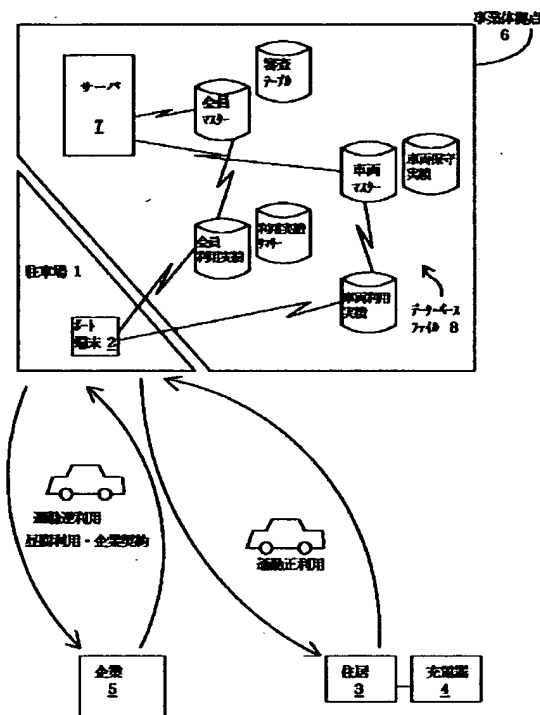 事業体拠点
6
サーバ
7
会員
マスター
審査
テーブル
車両
マスター
車両保守
実績
会員
利用実績
利用実績
サマリー
車両利用
実績
データーベース
ファイル 8
駐車場 1
ポート
端末 2
通勤逆利用
昼間利用・企業契約
通勤正利用
企業
5
住居
3
充電器
4